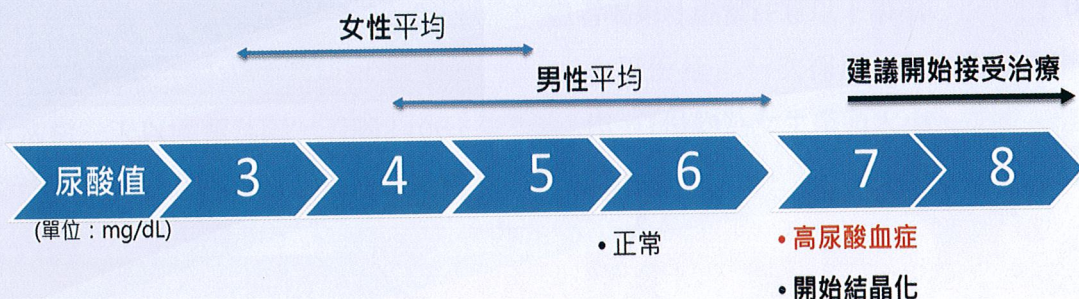 女性平均
男性平均
建議開始接受治療
尿酸值 3 4 5 6 7 8
(單位：mg/dL)
•正常
•高尿酸血症
•開始結晶化